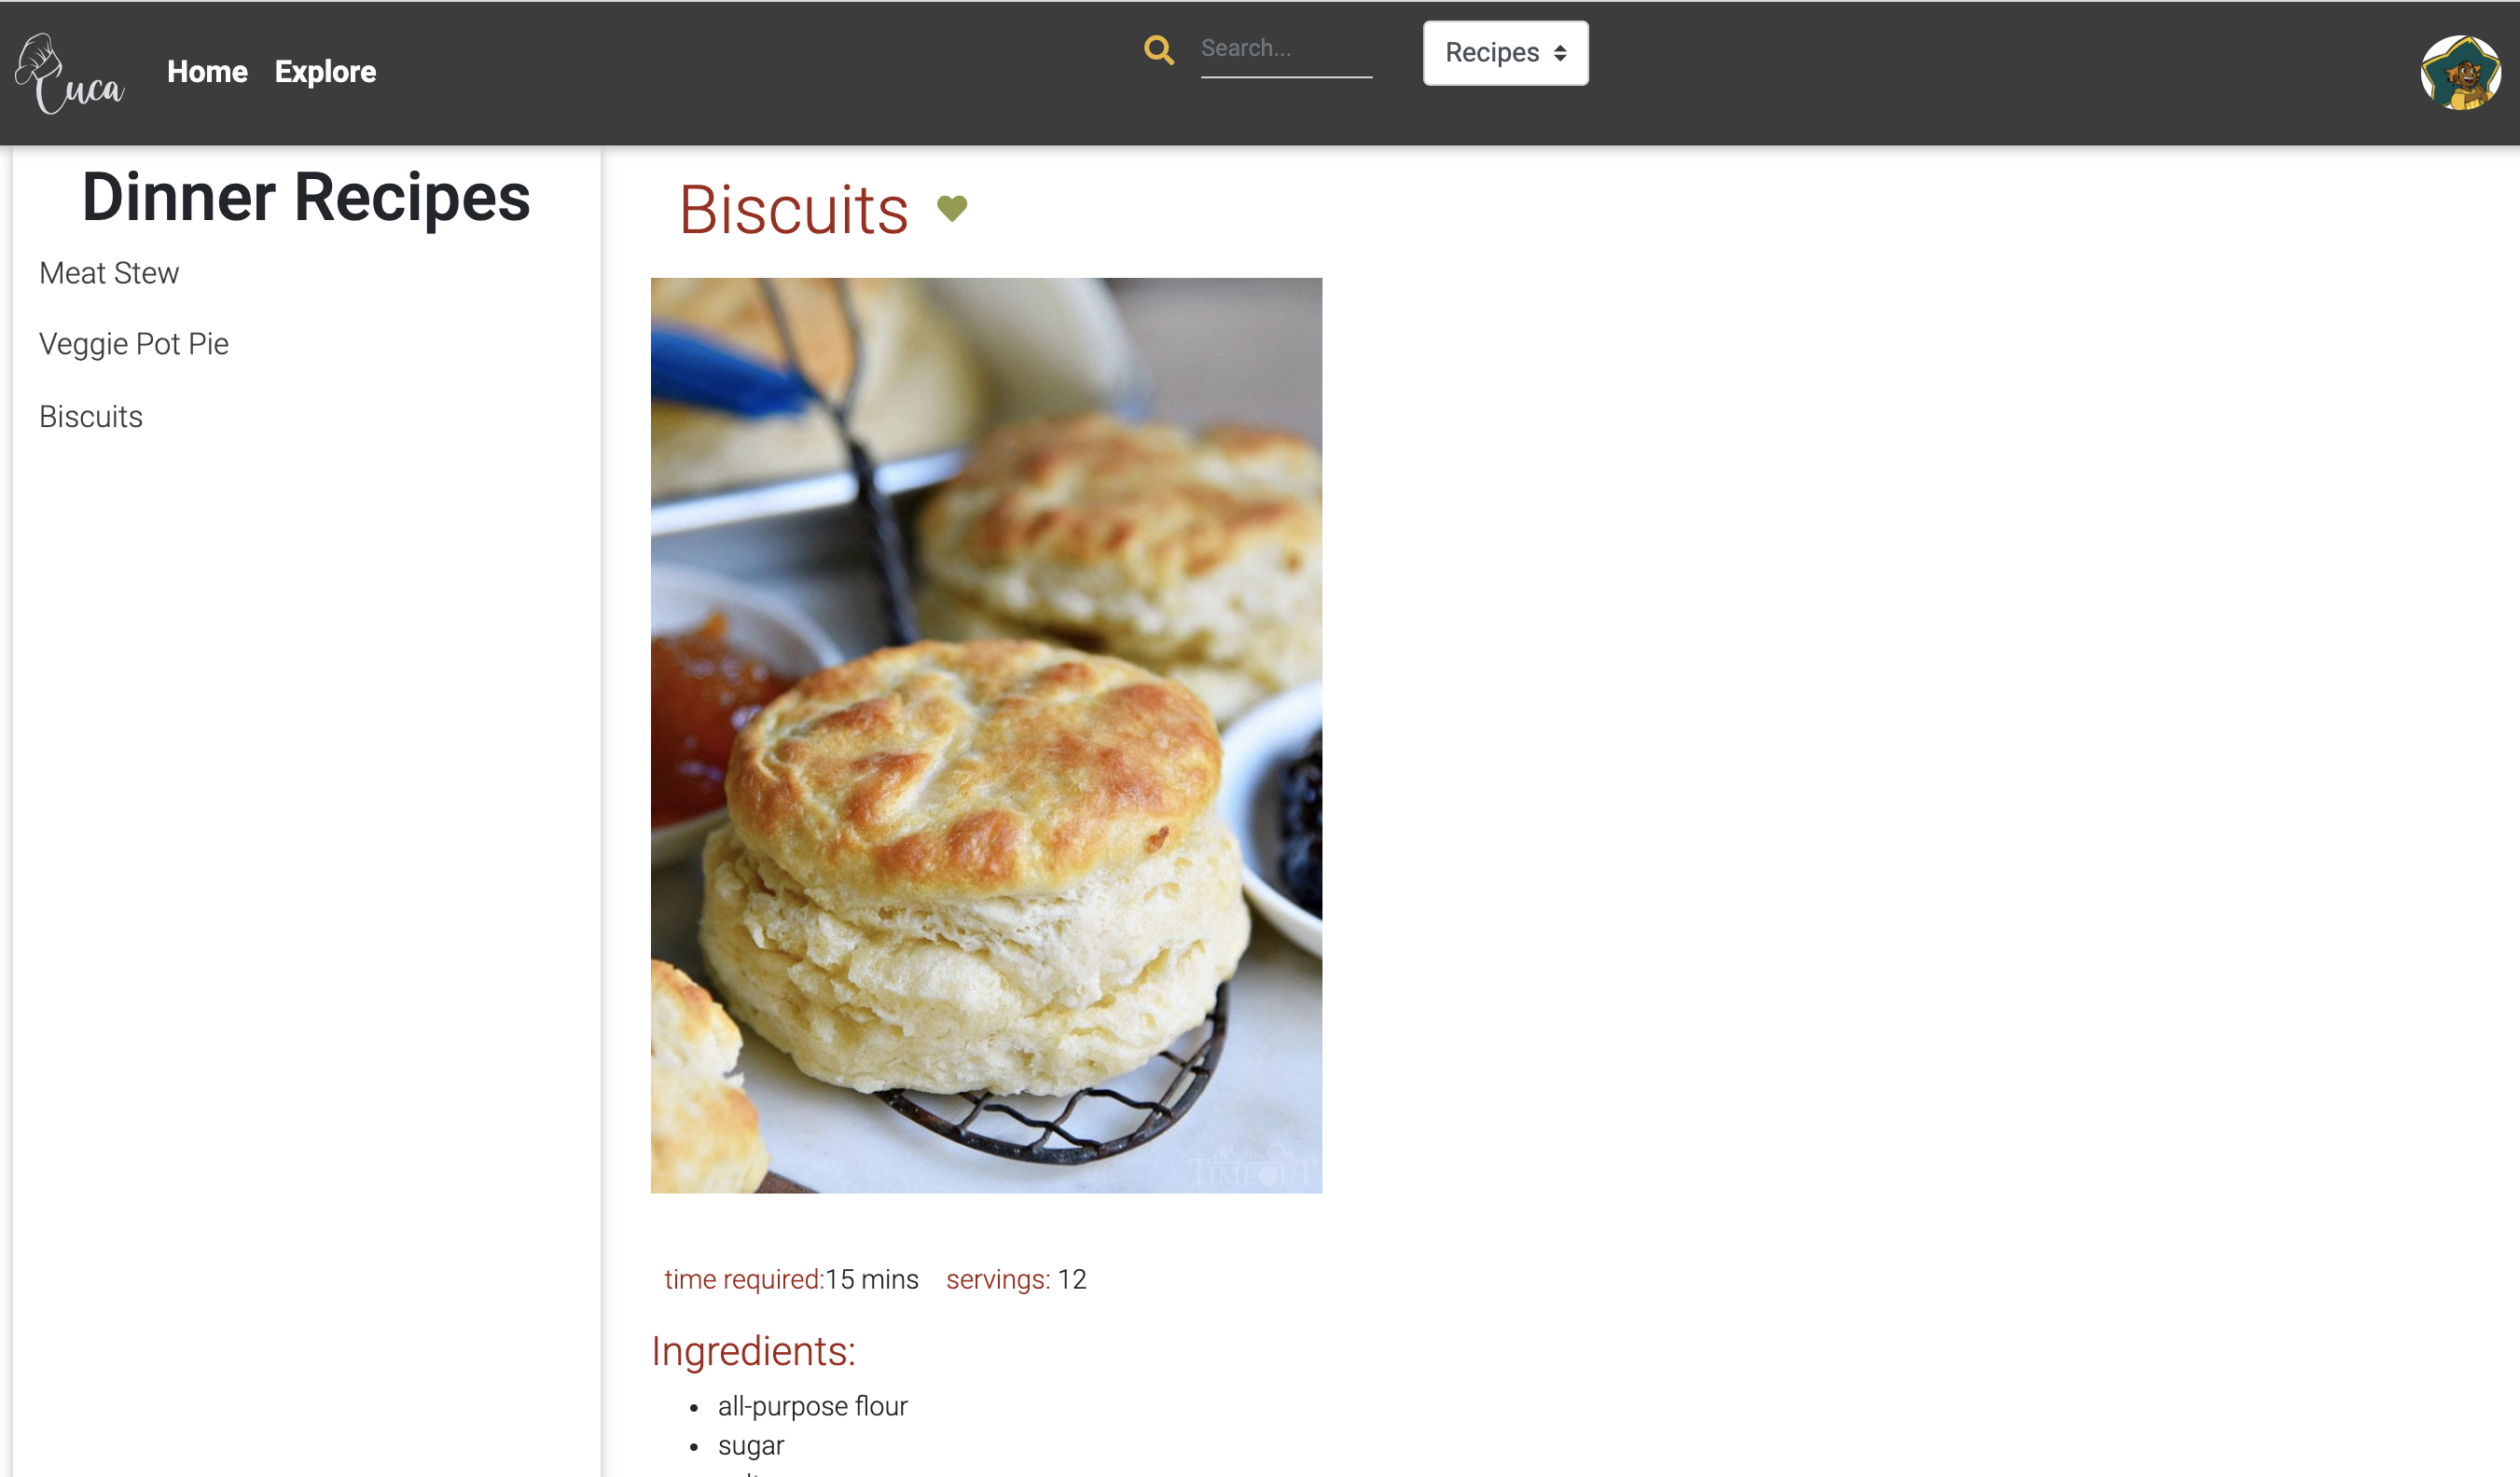 Cuca
Home Explore
Search...
Recipes
Dinner Recipes
Meat Stew
Veggie Pot Pie
Biscuits
Biscuits
TIMEOUT
time required:15 mins servings: 12
Ingredients:
all-purpose flour
sugar